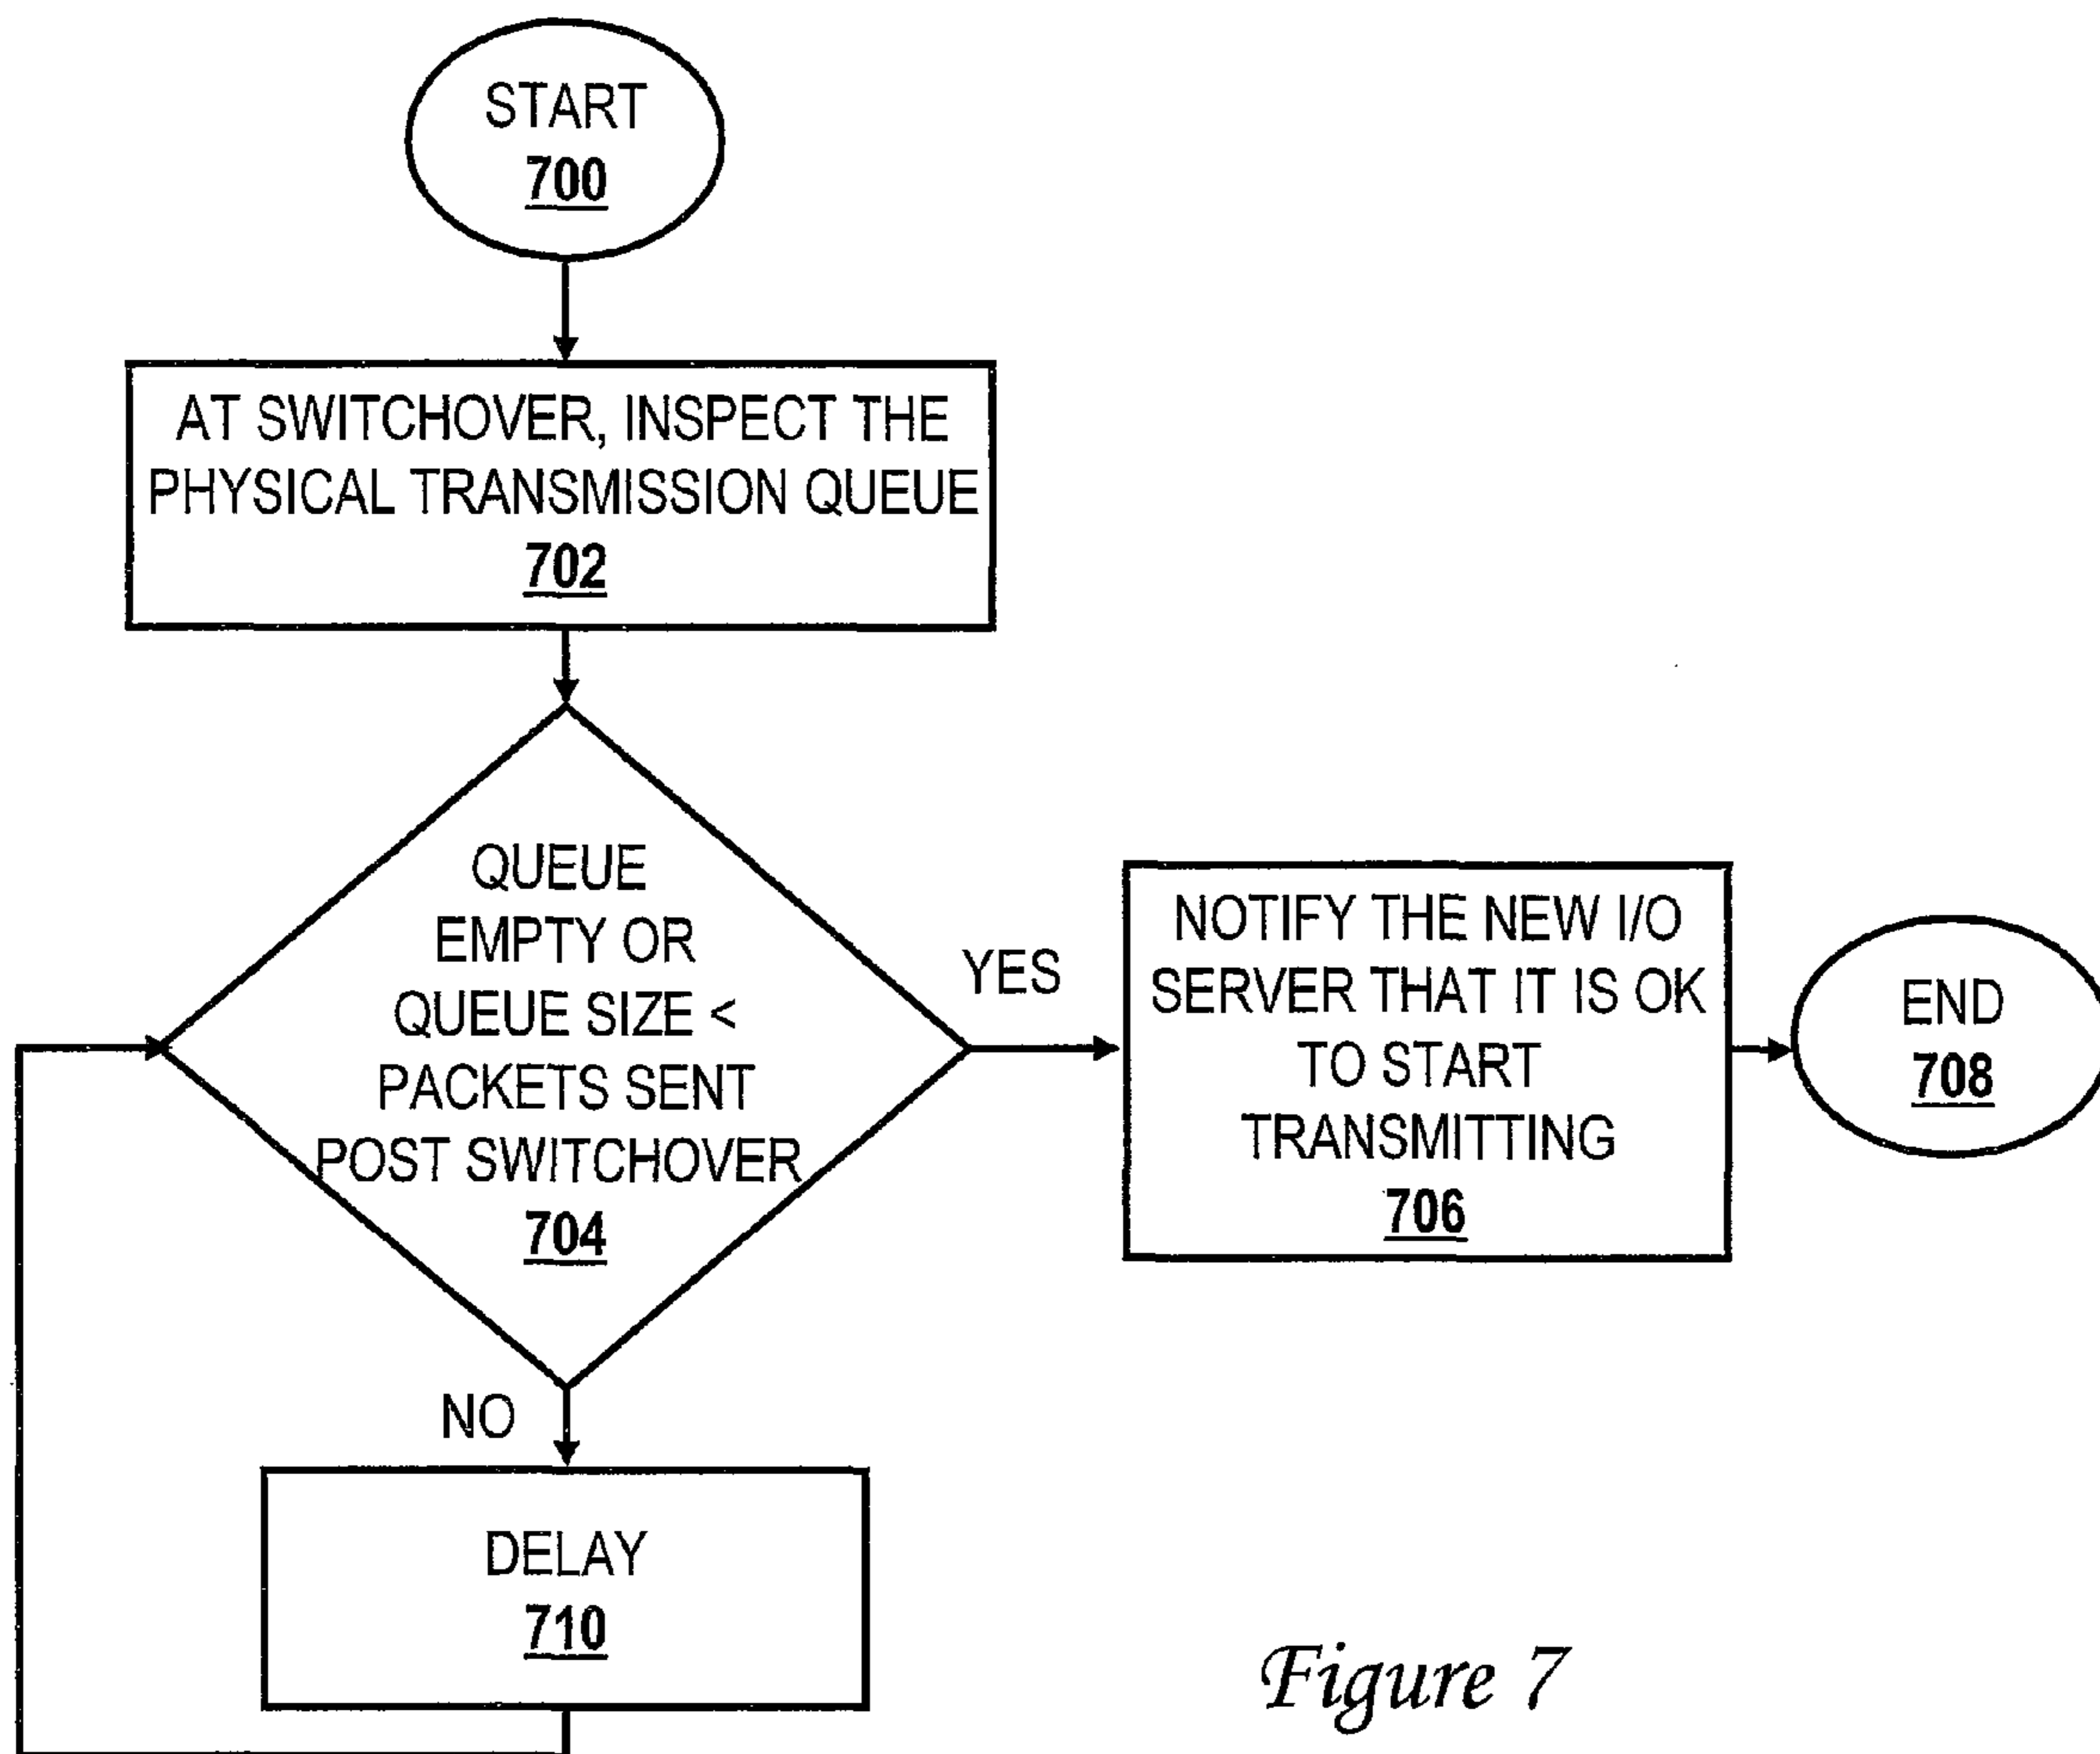 START
700
AT SWITCHOVER, INSPECT THE
PHYSICAL TRANSMISSION QUEUE
702
QUEUE
EMPTY OR
QUEUE SIZE <
PACKETS SENT
POST SWITCHOVER
704
YES
NOTIFY THE NEW I/O
SERVER THAT IT IS OK
TO START
TRANSMITTING
706
END
708
NO
DELAY
710
Figure 7